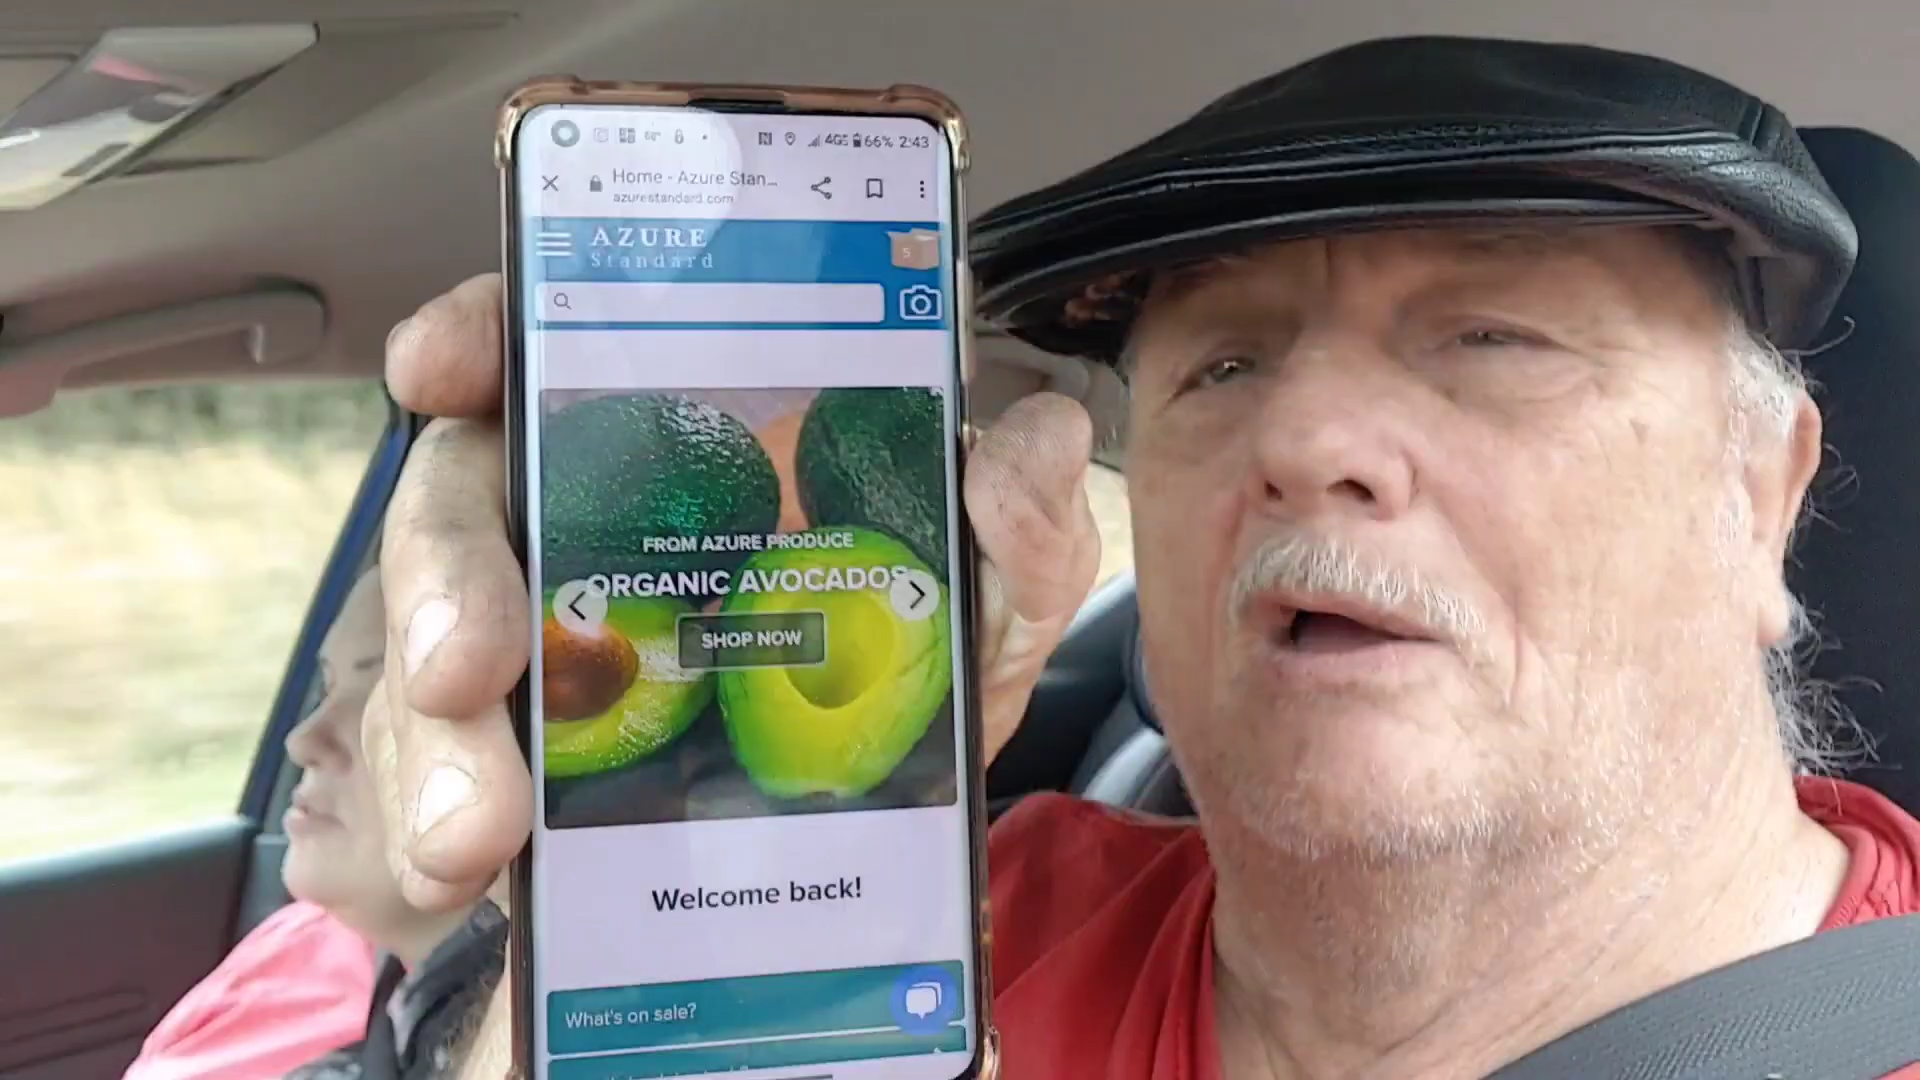 4G 66% 2:43
Home - Azure Stan...
azurestandard.com
AZURE
Standard
5
FROM AZURE PRODUCE
ORGANIC AVOCADOS
SHOP NOW
Welcome back!
What's on sale?